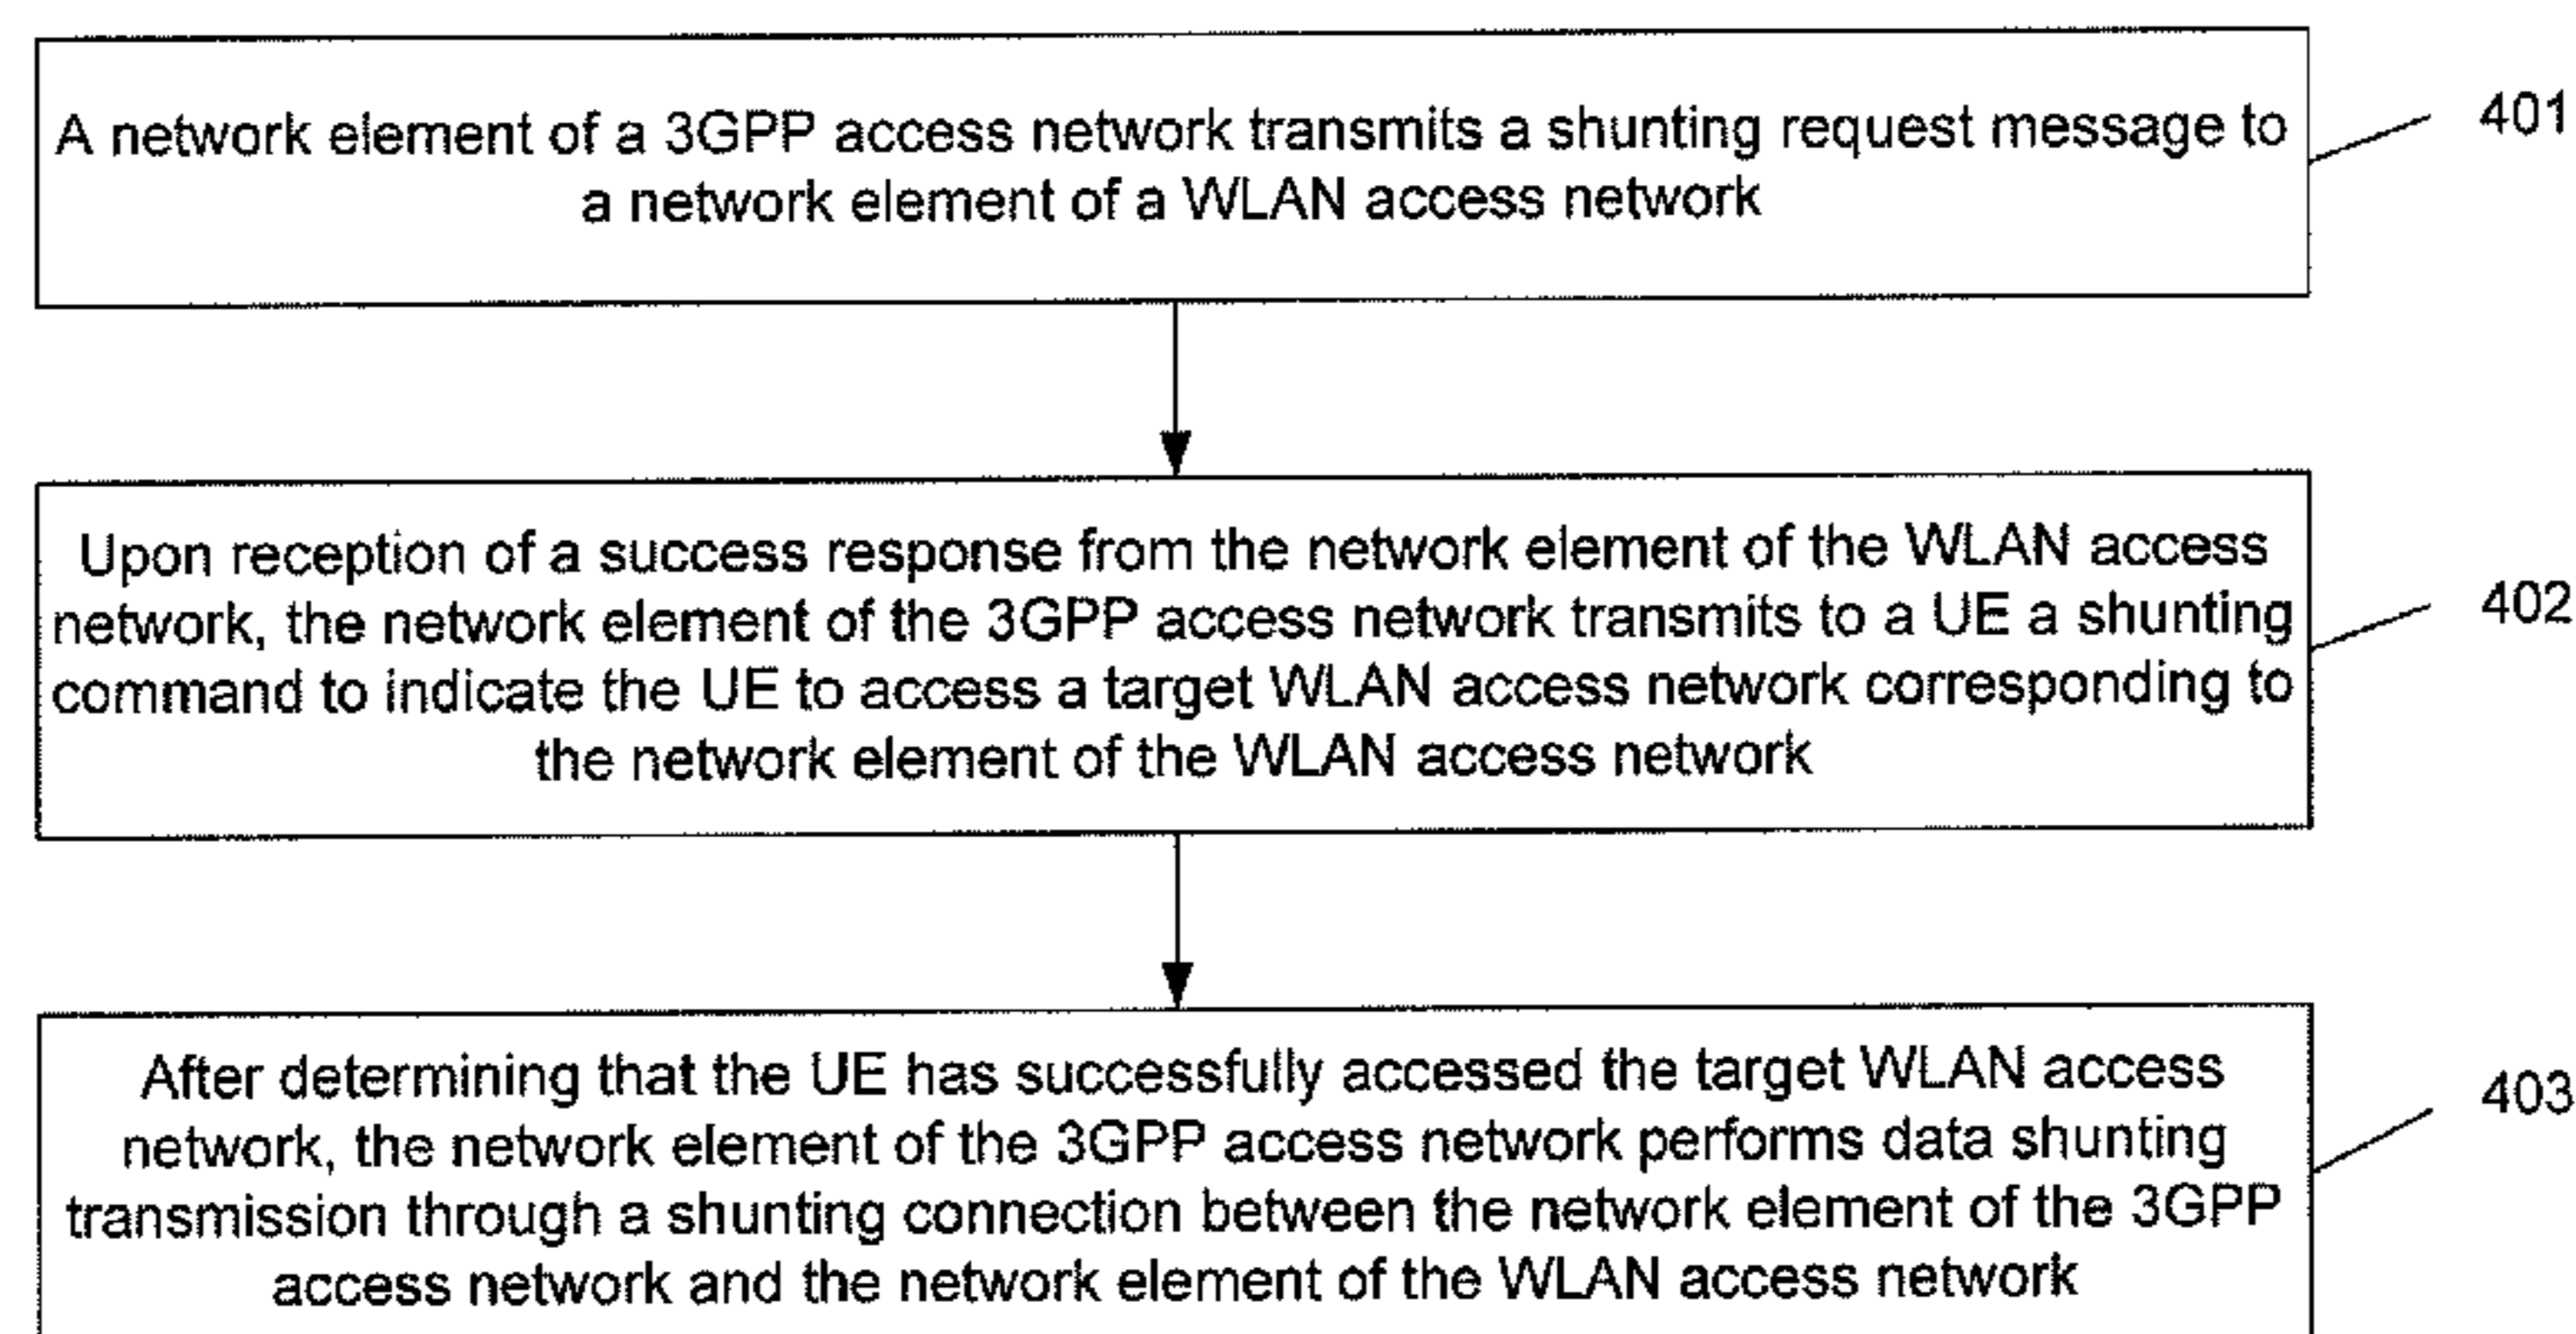 A network element of a 3GPP access network transmits a shunting request message to
a network element of a WLAN access network
401
Upon reception of a success response from the network element of the WLAN access
network, the network element of the 3GPP access network transmits to a UE a shunting
command to indicate the UE to access a target WLAN access network corresponding to
the network element of the WLAN access network
402
After determining that the UE has successfully accessed the target WLAN access
network, the network element of the 3GPP access network performs data shunting
transmission through a shunting connection between the network element of the 3GPP
access network and the network element of the WLAN access network
403